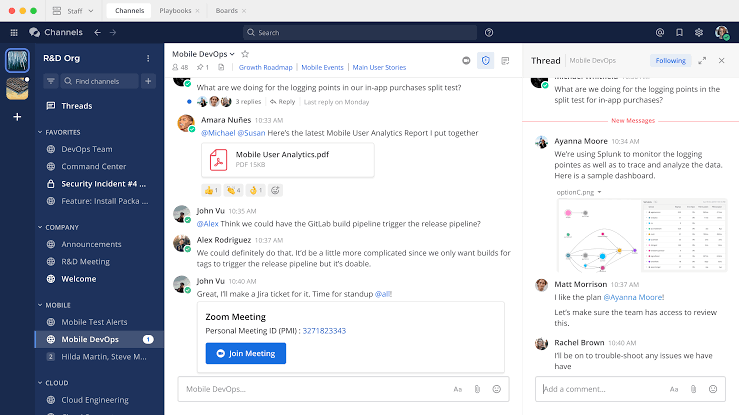 Staff
Channels
Playbooks
Boards
Channels
Search
R&D Org
Find channels
Threads
FAVORITES
DevOps Team
Command Center
Security Incident #4 ...
Feature: Install Packa ...
COMPANY
Announcements
R&D Meeting
Welcome
MOBILE
Mobile Test Alerts
Mobile DevOps 1
2 Hilda Martin, Steve M...
CLOUD
Cloud Engineering
Mobile DevOps
48 1 Growth Roadmap Mobile Events Main User Stories
What are we doing for the logging points in our in-app purchases split test?
3 replies Reply Last reply on Monday
Amara Nuñes 10:33 AM
@Michael @Susan Here's the latest Mobile User Analytics Report I put together
Mobile User Analytics.pdf
PDF 15KB
1 4 1
John Vu 10:35 AM
@Alex Think we could have the GitLab build pipeline trigger the release pipeline?
Alex Rodriguez 10:37 AM
We could definitely do that. It'd be a little more complicated since we only want builds for
tags to trigger the release pipeline but it's doable.
John Vu 10:40 AM
Great, I'll make a Jira ticket for it. Time for standup @all!
Zoom Meeting
Personal Meeting ID (PMI) : 3271823343
Join Meeting
Mobile DevOps...
Aa
Thread Mobile DevOps Following
What are we doing for the logging points in the
split test for in-app purchases?
New Messages
Ayanna Moore 10:34 AM
We're using Splunk to monitor the logging
pointes as well as to trace and analyze the data.
Here is a sample dashboard.
optionC.png
Matt Morrison 10:37 AM
I like the plan @Ayanna Moore!
Let's make sure the team has access to review
this.
Rachel Brown 10:40 AM
I'll be on to trouble-shoot any issues we have
have
Add a comment...
Aa